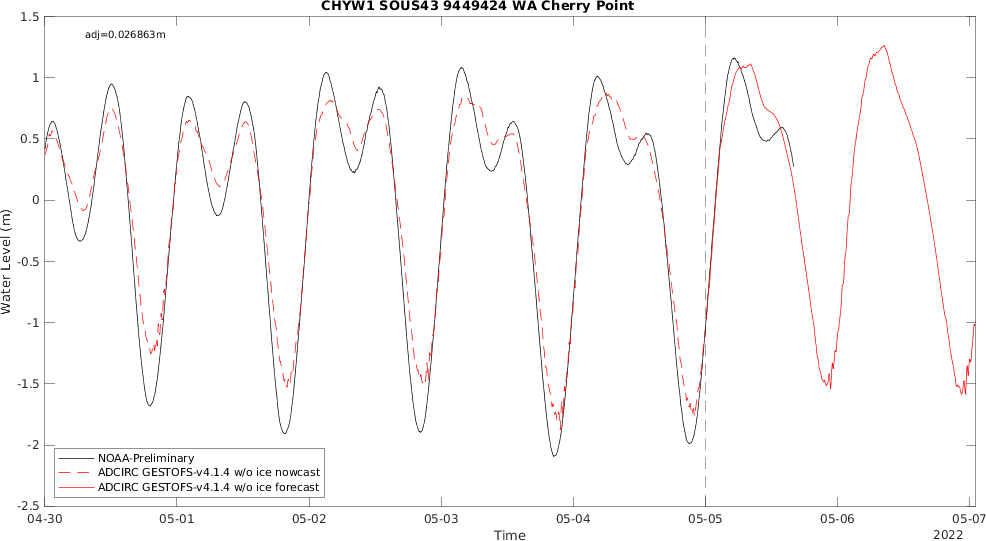 CHYW1 SOUS43 9449424 WA Cherry Point
adj=0.026863m
1.5
1
0.5
0
-0.5
-1
-1.5
-2
-2.5
Water Level (m)
NOAA-Preliminary
ADCIRC GESTOFS-v4.1.4 w/o ice nowcast
ADCIRC GESTOFS-v4.1.4 w/o ice forecast
04-30 05-01 05-02 05-03 05-04 05-05 05-06 05-07
Time
2022